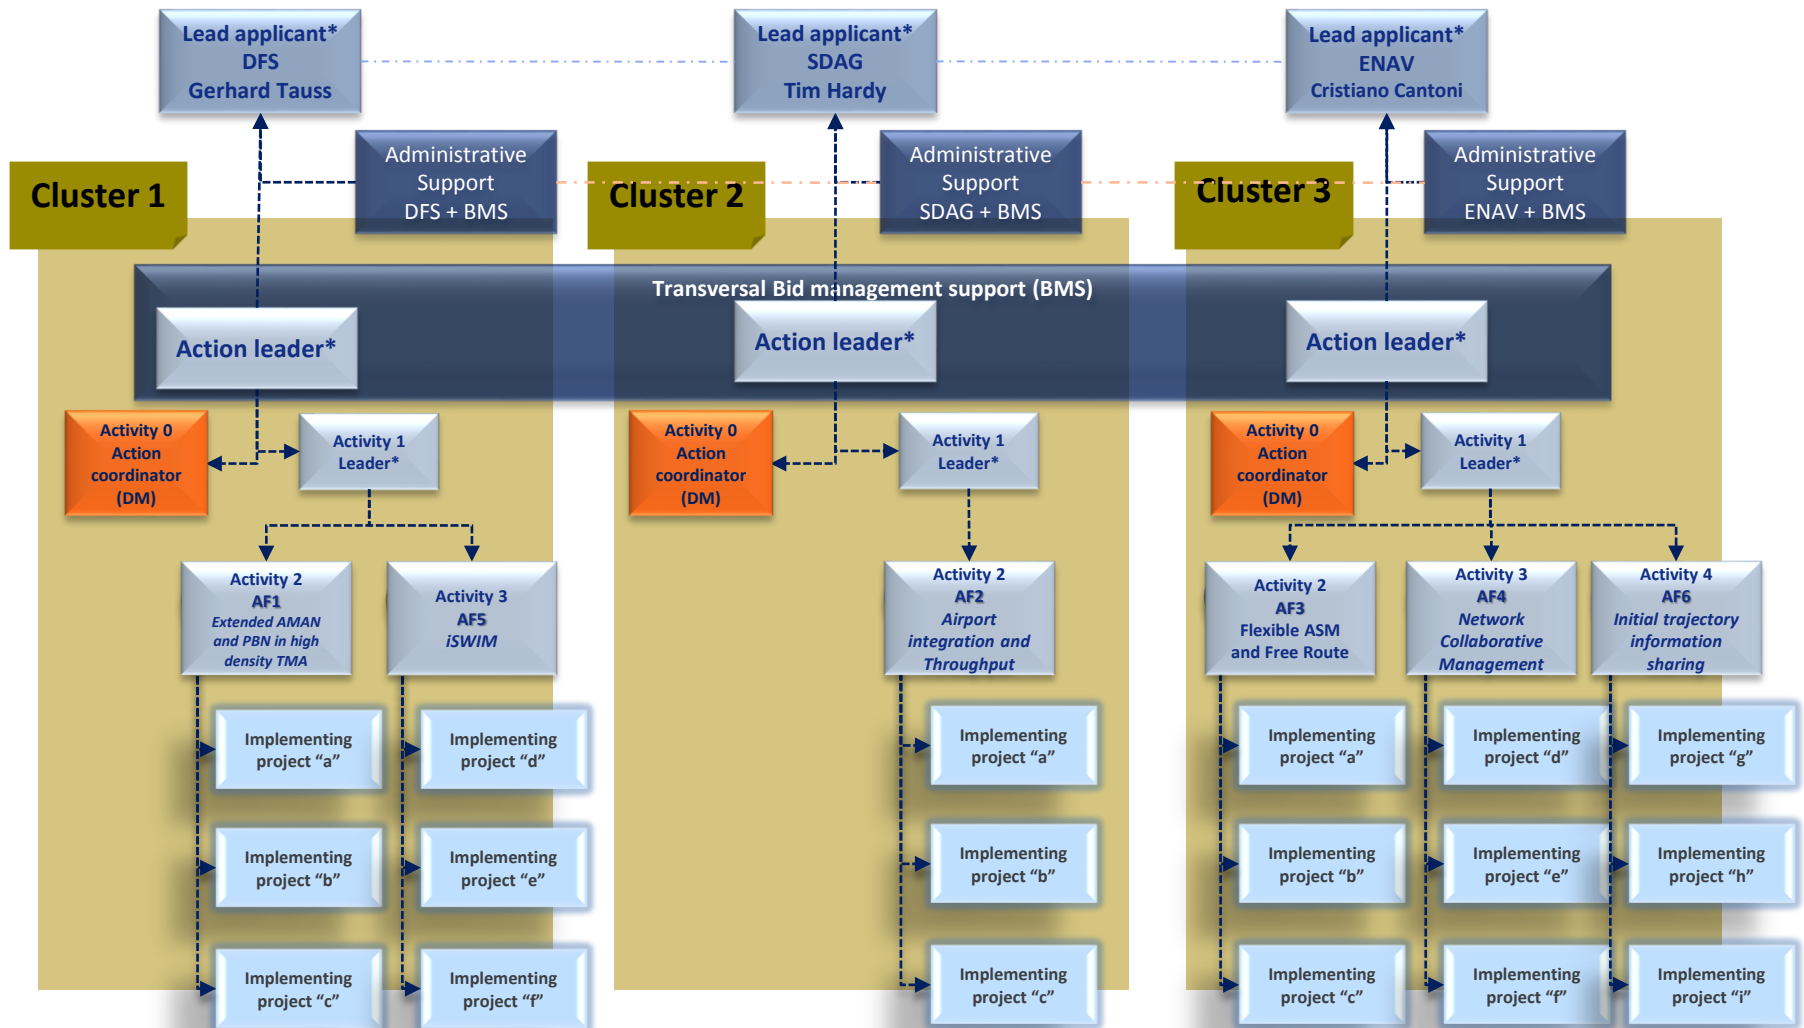 Lead applicant*
DFS
Gerhard Tauss
Lead applicant*
SDAG
Tim Hardy
Lead applicant*
ENAV
Cristiano Cantoni
Administrative
Support
DFS + BMS
Administrative
Support
SDAG + BMS
Administrative
Support
ENAV + BMS
Cluster 1
Cluster 2
Cluster 3
Transversal Bid management support (BMS)
Action leader*
Action leader*
Action leader*
Activity 0
Action
coordinator
(DM)
Activity 1
Leader*
Activity 0
Action
coordinator
(DM)
Activity 1
Leader*
Activity 0
Action
coordinator
(DM)
Activity 1
Leader*
Activity 2
AF1
Extended AMAN
and PBN in high
density TMA
Activity 3
AF5
iSWIM
Activity 2
AF2
Airport
integration and
Throughput
Activity 2
AF3
Flexible ASM
and Free Route
Activity 3
AF4
Network
Collaborative
Management
Activity 4
AF6
Initial trajectory
information
sharing
Implementing
project “a”
Implementing
project “d”
Implementing
project “a”
Implementing
project “a”
Implementing
project “d”
Implementing
project “g”
Implementing
project “b”
Implementing
project “e”
Implementing
project “b”
Implementing
project “b”
Implementing
project “e”
Implementing
project “h”
Implementing
project “c”
Implementing
project “f”
Implementing
project “c”
Implementing
project “c”
Implementing
project “f”
Implementing
project “i”